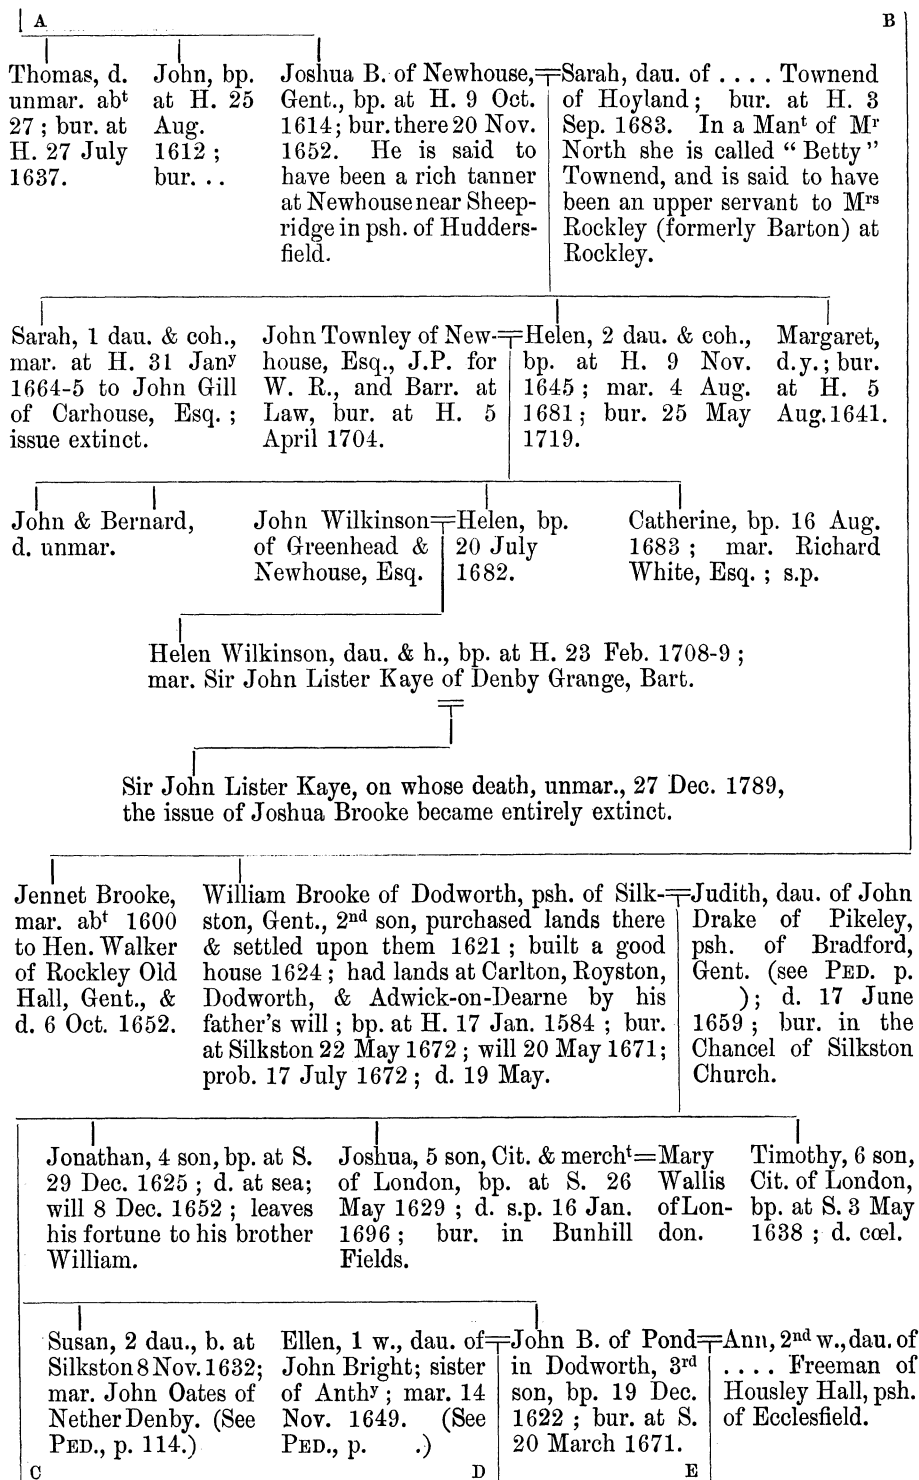 A B
Thomas, d.
unmar. abt
27 ; bur. at
H. 27 July
1637.
John, bp.
at H. 25
Aug.
1612 ;
bur. . .
Joshua B. of Newhouse,
Gent., bp. at H. 9 Oct.
1614; bur. there 20 Nov.
1652. He is said to
have been a rich tanner
at Newhouse near Sheep-
ridge in psh. of Hudders-
field.
Sarah, dau. of . . . . Townend
of Hoyland ; bur. at H. 3
Sep. 1683. In a Mant of Mr
North she is called "Betty"
Townend, and is said to have
been an upper servant to Mrs
Rockley (formerly Barton) at
Rockley.
Sarah, 1 dau. & coh.,
mar. at H. 31 Jany
1664-5 to John Gill
of Carhouse, Esq. ;
issue extinct.
John Townley of New-
house, Esq., J.P. for
W. R., and Barr. at
Law, bur. at H. 5
April 1704.
Helen, 2 dau. & coh.,
bp. at H. 9 Nov.
1645 ; mar. 4 Aug.
1681; bur. 25 May
1719.
Margaret,
d.y. ; bur.
at H. 5
Aug. 1641.
John & Bernard,
d. unmar.
John Wilkinson
of Greenhead &
Newhouse, Esq.
Helen, bp.
20 July
1682.
Catherine, bp. 16 Aug.
1683 ; mar. Richard
White, Esq. ; s.p.
Helen Wilkinson, dau. & h., bp. at H. 23 Feb. 1708-9 ;
mar. Sir John Lister Kaye of Denby Grange, Bart.
Sir John Lister Kaye, on whose death, unmar., 27 Dec. 1789,
the issue of Joshua Brooke became entirely extinct.
Jennet Brooke,
mar. abt 1600
to Hen. Walker
of Rockley Old
Hall, Gent., &
d. 6 Oct. 1652.
William Brooke of Dodworth, psh. of Silk-
ston, Gent., 2nd son, purchased lands there
& settled upon them 1621 ; built a good
house 1624 ; had lands at Carlton, Royston,
Dodworth, & Adwick-on-Dearne by his
father's will ; bp. at H. 17 Jan. 1584 ; bur.
at Silkston 22 May 1672 ; will 20 May 1671;
prob. 17 July 1672 ; d. 19 May.
Judith, dau. of John
Drake of Pikeley,
psh. of Bradford,
Gent. (see PED. p.
); d. 17 June
1659 ; bur. in the
Chancel of Silkston
Church.
Jonathan, 4 son, bp. at S.
29 Dec. 1625 ; d. at sea;
will 8 Dec. 1652 ; leaves
his fortune to his brother
William.
Joshua, 5 son, Cit. & mercht
of London, bp. at S. 26
May 1629 ; d. s.p. 16 Jan.
1696 ; bur. in Bunhill
Fields.
Mary
Wallis
of Lon-
don.
Timothy, 6 son,
Cit. of London,
bp. at S. 3 May
1638 ; d. cœl.
Susan, 2 dau., b. at
Silkston 8 Nov. 1632;
mar. John Oates of
Nether Denby. (See
PED., p. 114.)
Ellen, 1 w., dau. of
John Bright; sister
of Anthy ; mar. 14
Nov. 1649. (See
PED., p. .)
John B. of Pond
in Dodworth, 3rd
son, bp. 19 Dec.
1622 ; bur. at S.
20 March 1671.
Ann, 2nd w., dau. of
. . . . Freeman of
Housley Hall, psh.
of Ecclesfield.
C D E